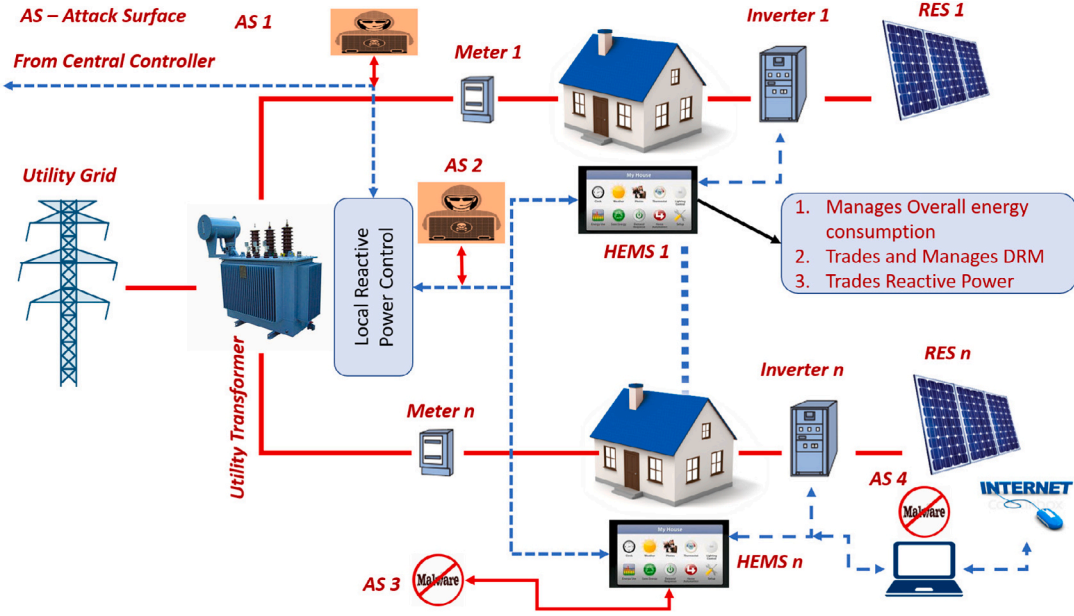 AS – Attack Surface
AS 1
Inverter 1
RES 1
From Central Controller
Meter 1
Utility Grid
AS 2
My House
HEMS 1
1. Manages Overall energy
consumption
2. Trades and Manages DRM
3. Trades Reactive Power
Local Reactive
Power Control
Utility Transformer
Meter n
Inverter n
RES n
AS 4
Malware
INTERNET
My House
HEMS n
AS 3
Malware